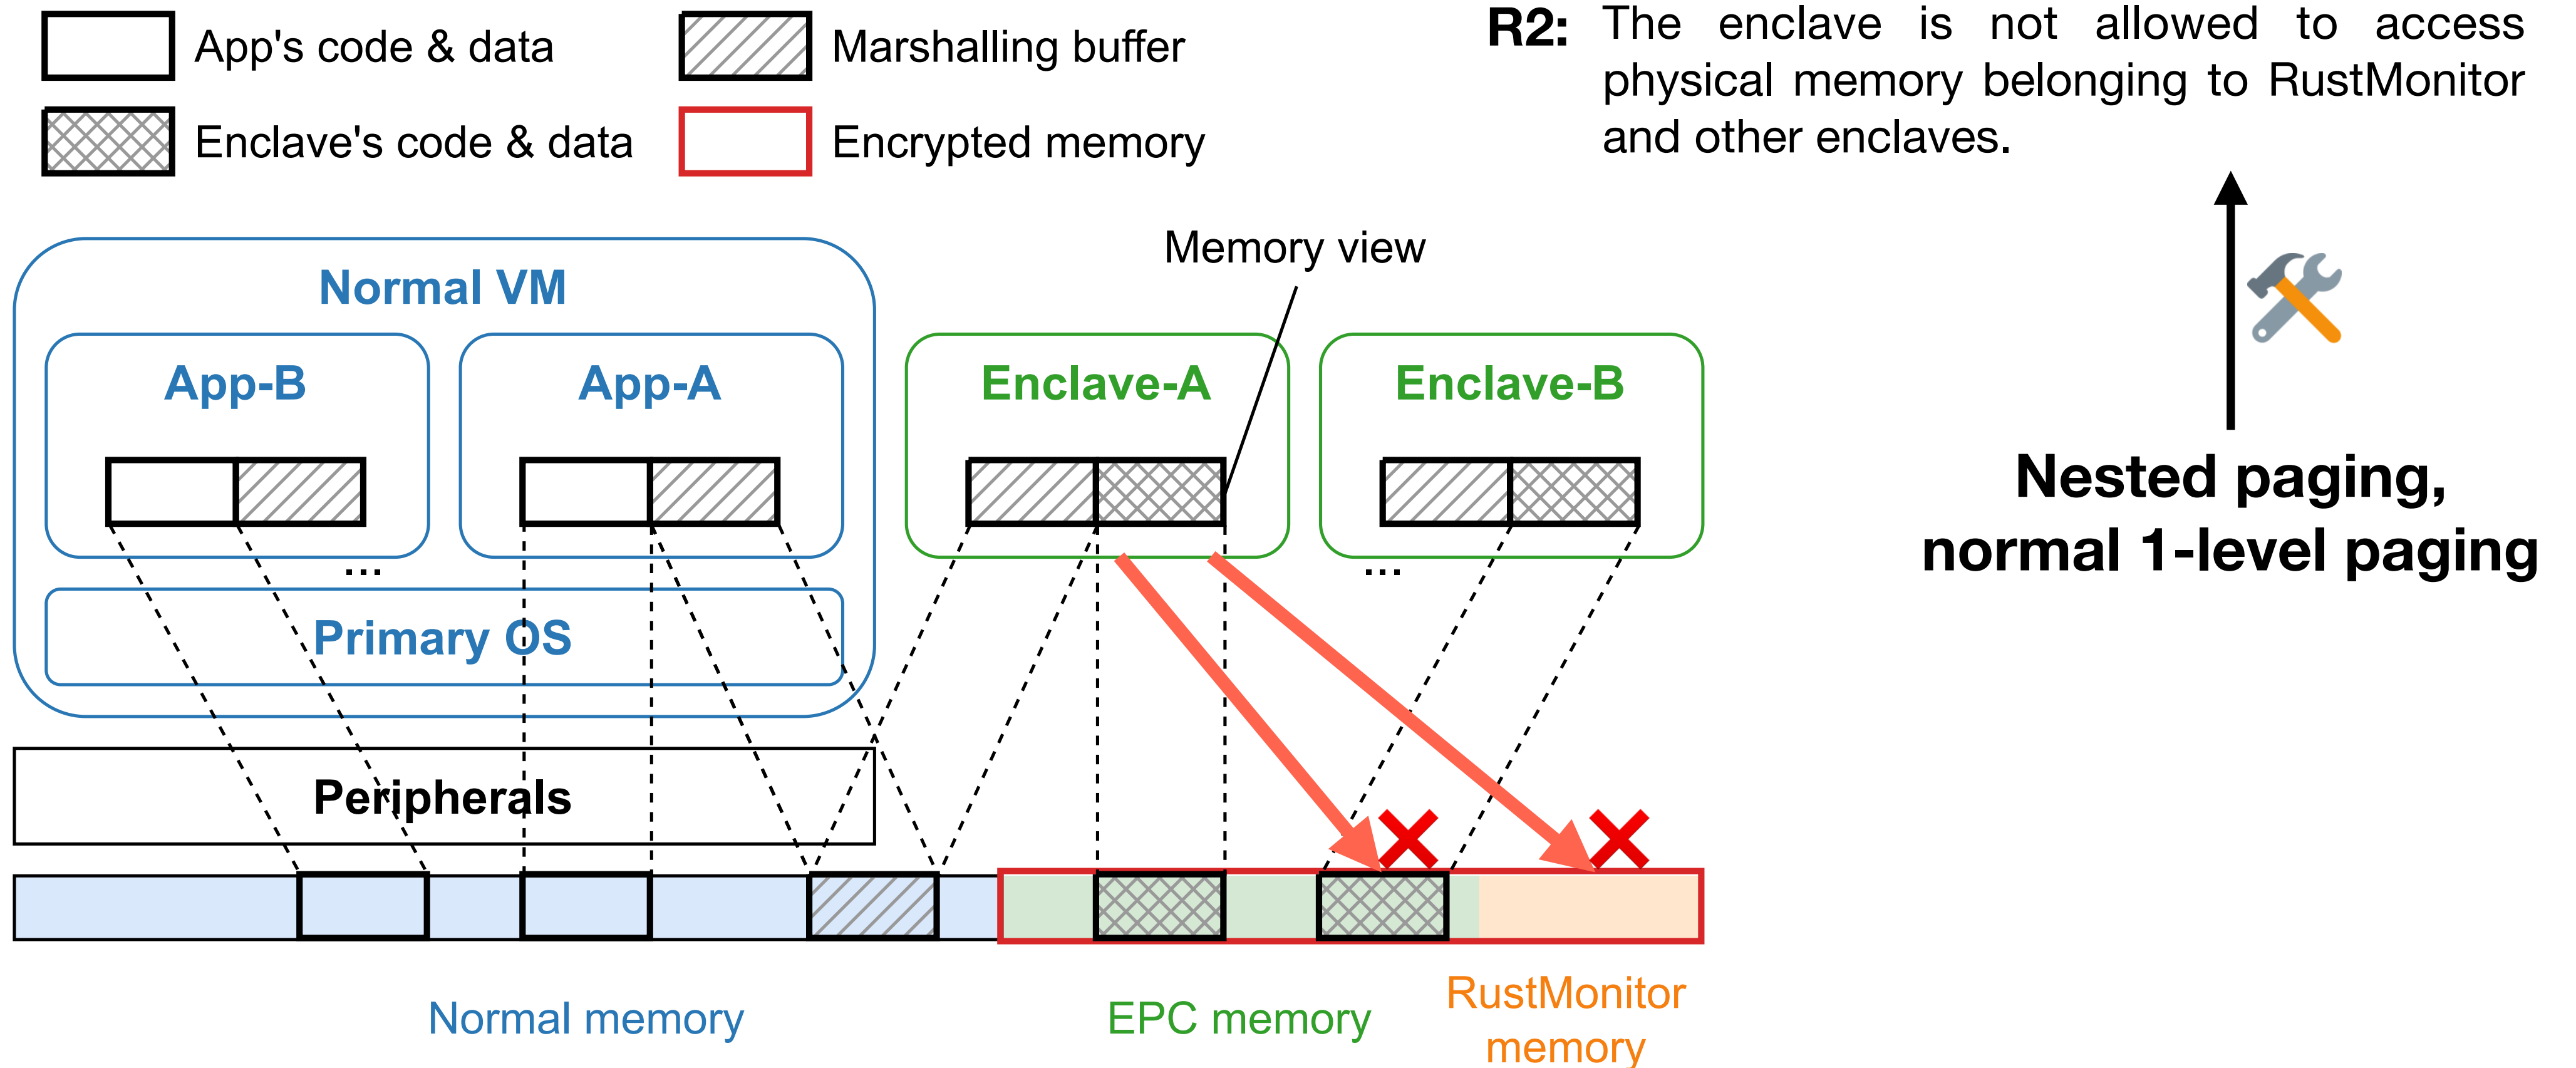 App's code & data
Marshalling buffer
Enclave's code & data
Encrypted memory
R2: The enclave is not allowed to access
physical memory belonging to RustMonitor
and other enclaves.
Memory view
Normal VM
App-B
App-A
Enclave-A
Enclave-B
...
...
Primary OS
Nested paging,
normal 1-level paging
Peripherals
Normal memory
EPC memory
RustMonitor
memory